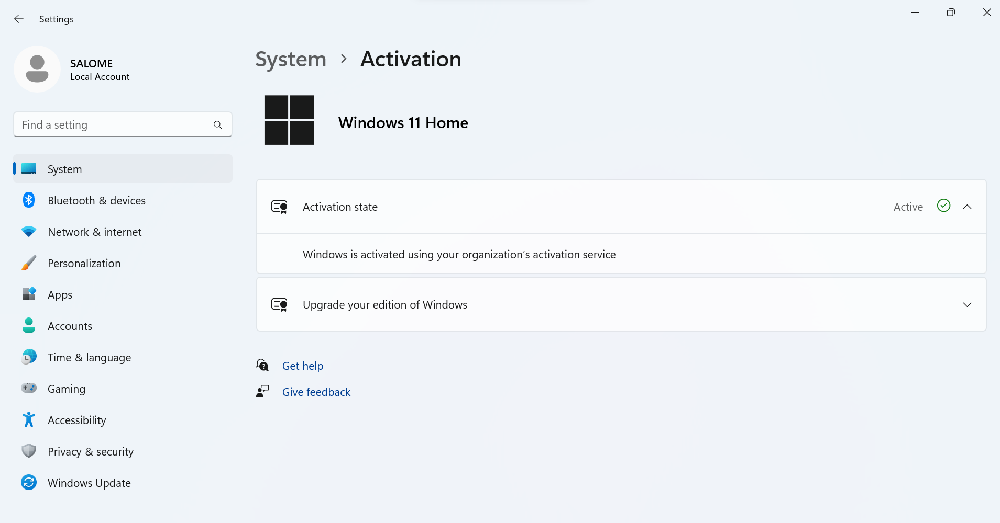 Settings
SALOME
Local Account
Find a setting
System
Bluetooth & devices
Network & internet
Personalization
Apps
Accounts
Time & language
Gaming
Accessibility
Privacy & security
Windows Update
System > Activation
Windows 11 Home
Activation state
Active
Windows is activated using your organization's activation service
Upgrade your edition of Windows
Get help
Give feedback